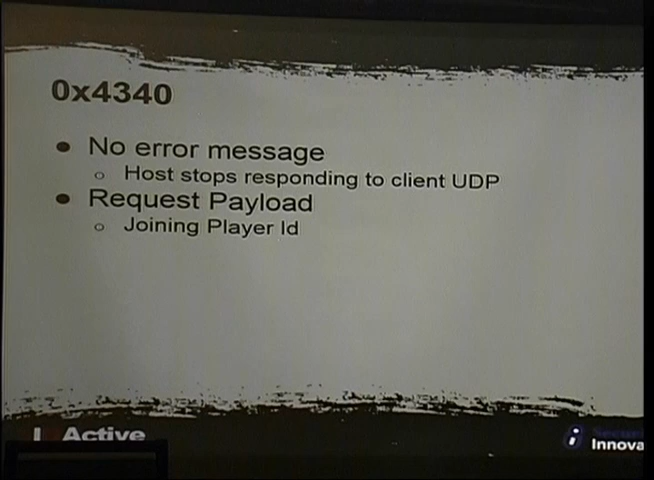 0x4340
● No error message
○ Host stops responding to client UDP
● Request Payload
○ Joining Player Id
Active
Innova